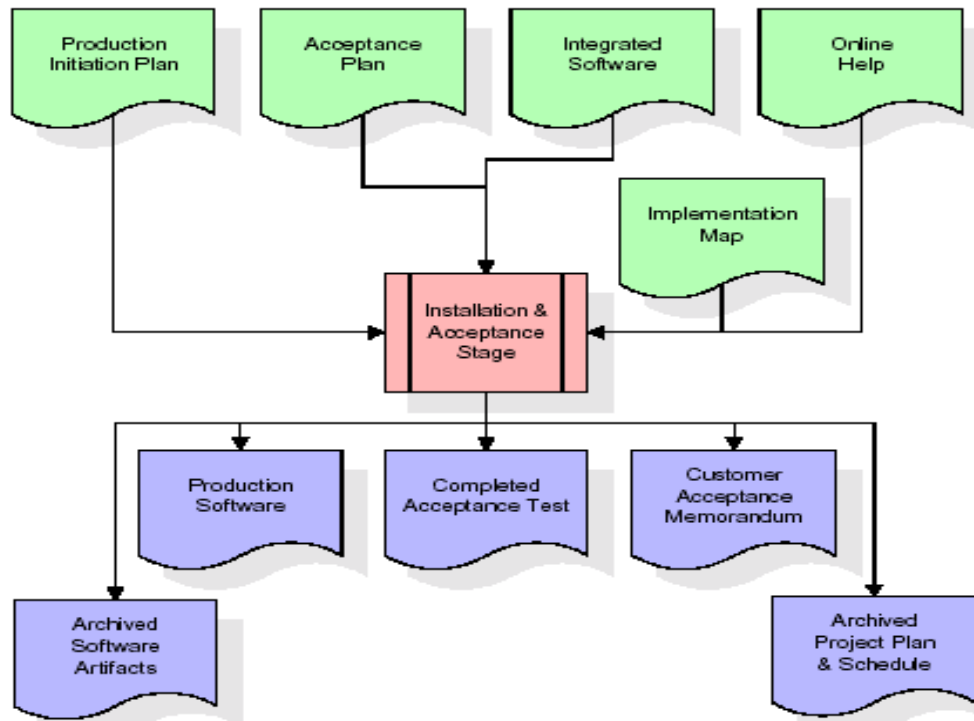 Production
Initiation Plan
Acceptance
Plan
Integrated
Software
Online
Help
Implementation
Map
Installation &
Acceptance
Stage
Production
Software
Completed
Acceptance Test
Customer
Acceptance
Memorandum
Archived
Software
Artifacts
Archived
Project Plan
& Schedule